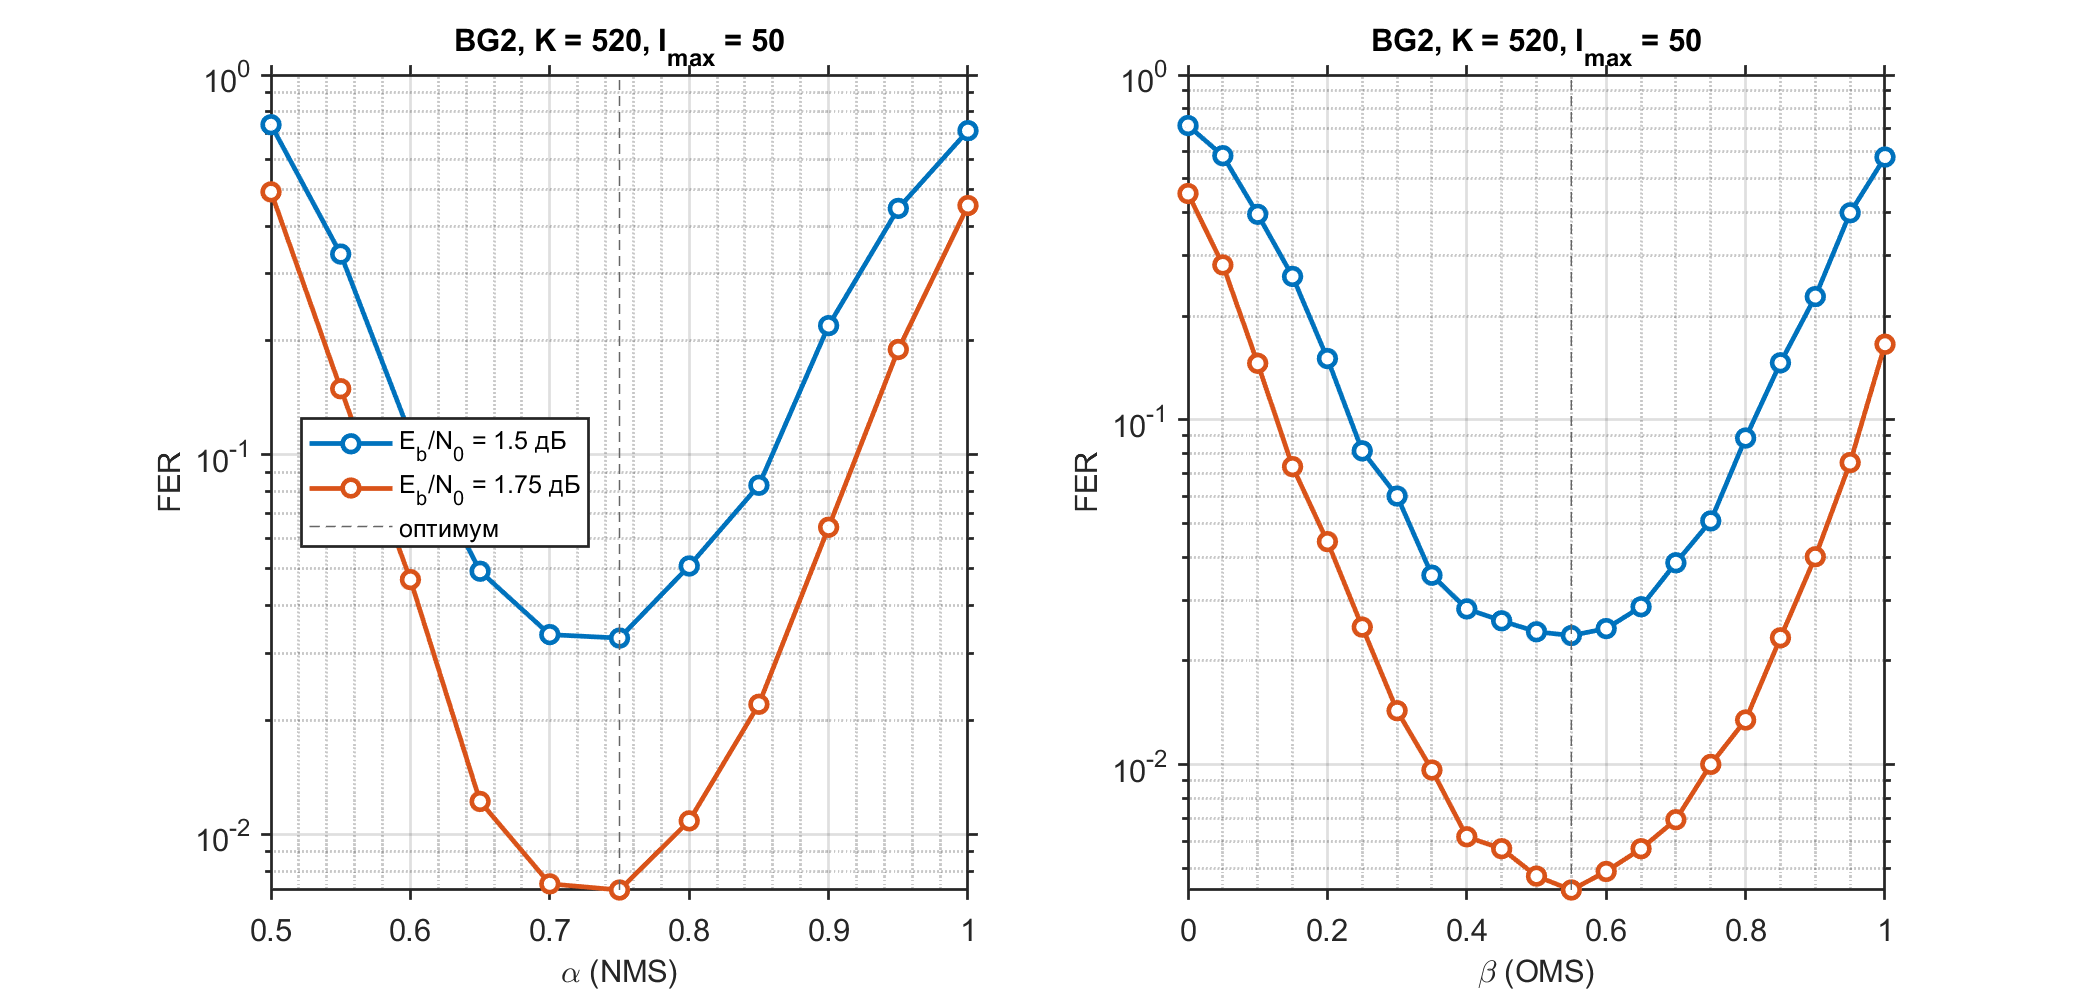 BG2, K = 520, I_max = 50
10^0
10^-1
10^-2
FER
E_b/N_0 = 1.5 дБ
E_b/N_0 = 1.75 дБ
оптимум
0.5 0.6 0.7 0.8 0.9 1
α (NMS)
BG2, K = 520, I_max = 50
10^0
10^-1
10^-2
FER
0 0.2 0.4 0.6 0.8 1
β (OMS)